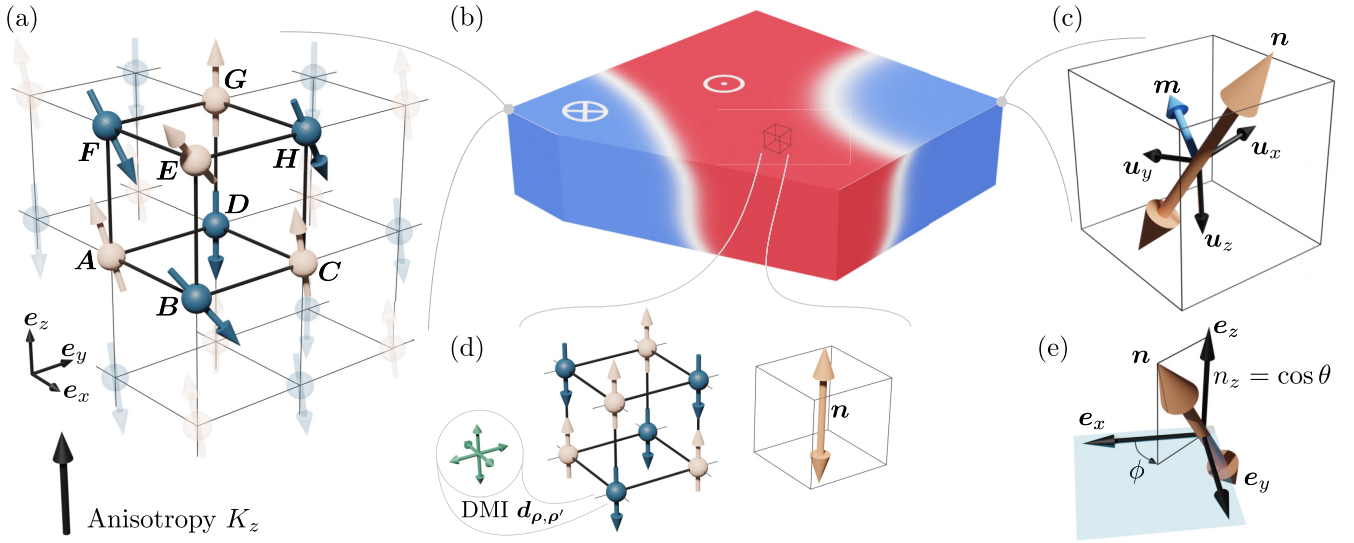 (a)
G
F
E
H
D
A
C
B
e_z
e_y
e_x
Anisotropy K_z
(b)
(c)
n
m
u_x
u_y
u_z
(d)
n
DMI d_{ρ,ρ'}
(e)
e_z
n
n_z = cos θ
e_x
ϕ
e_y